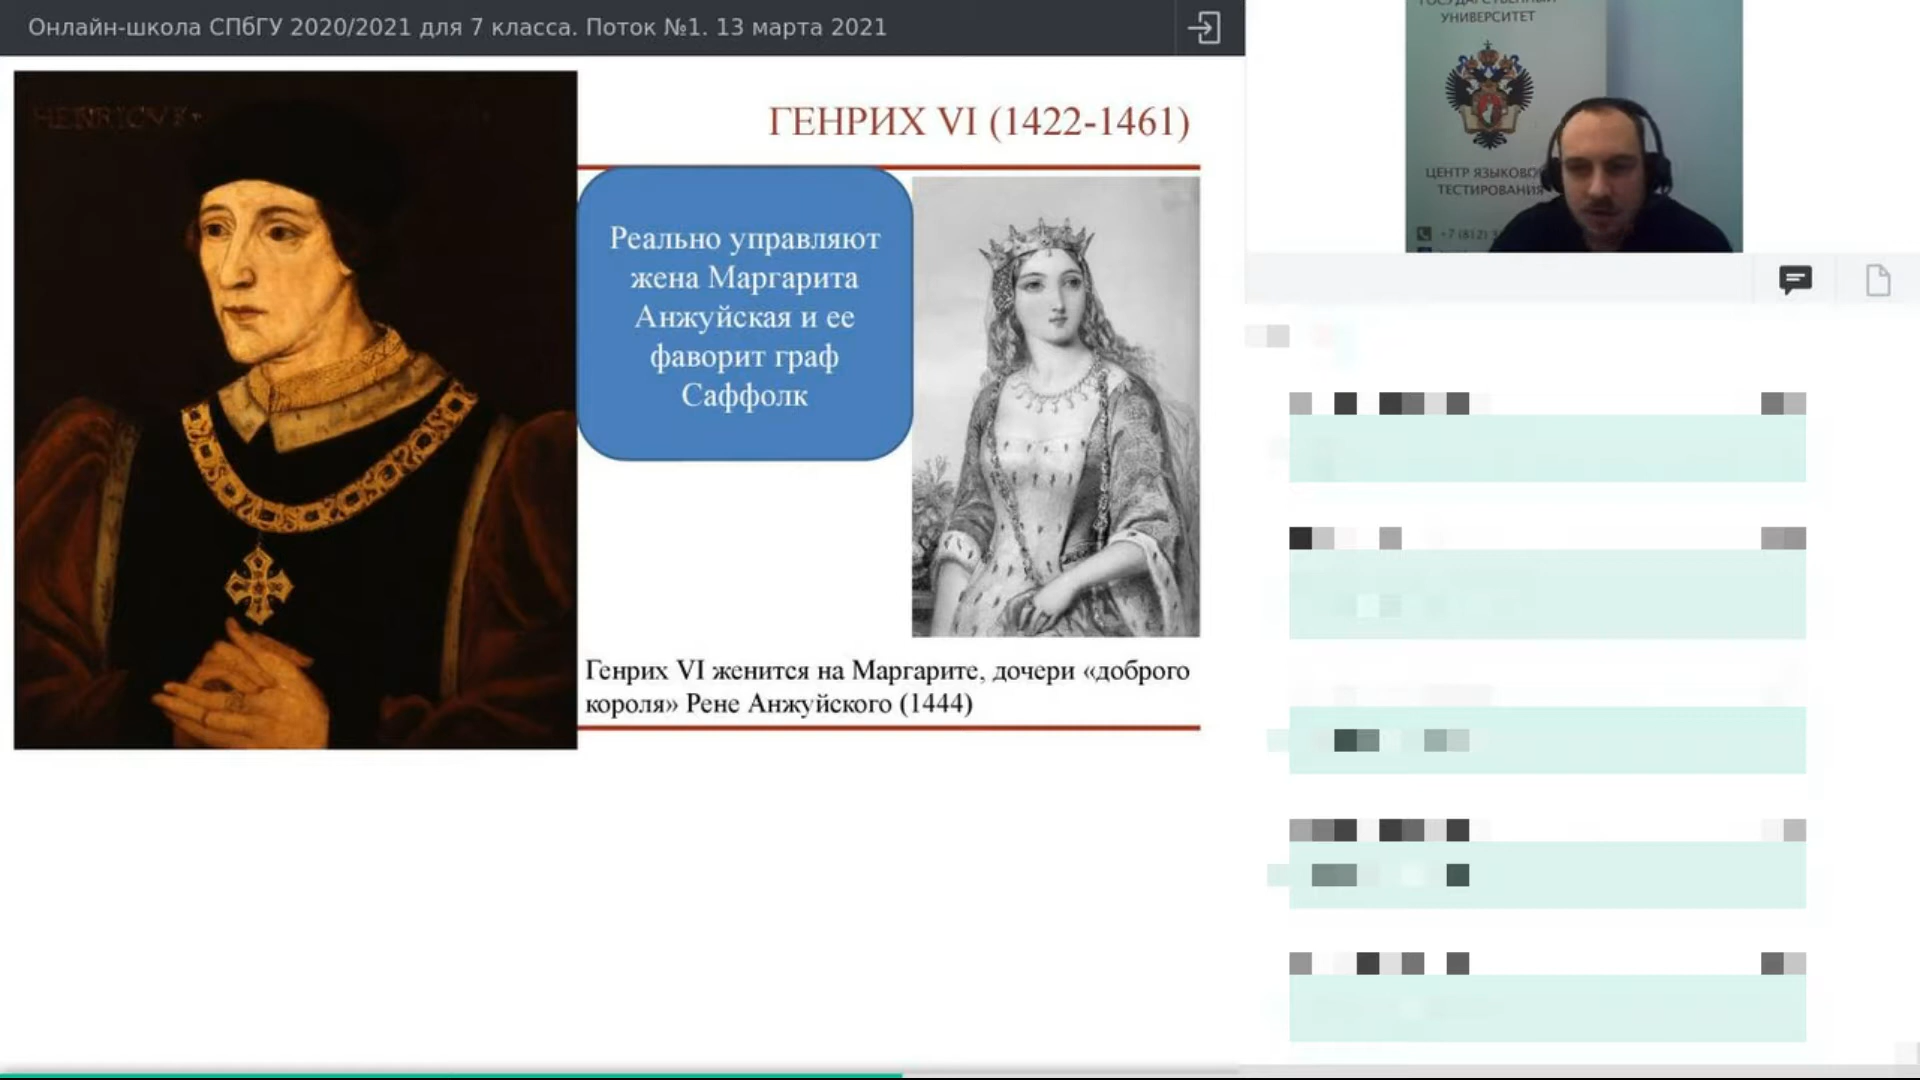 Онлайн-школа СПбГУ 2020/2021 для 7 класса. Поток №1. 13 марта 2021
ГЕНРИХ VI (1422-1461)
Реально управляют
жена Маргарита
Анжуйская и ее
фаворит граф
Саффолк
Генрих VI женится на Маргарите, дочери «доброго
короля» Рене Анжуйского (1444)
УНИВЕРСИТЕТ
ЦЕНТР
ТЕСТИРОВАНИЯ
+7 (812)